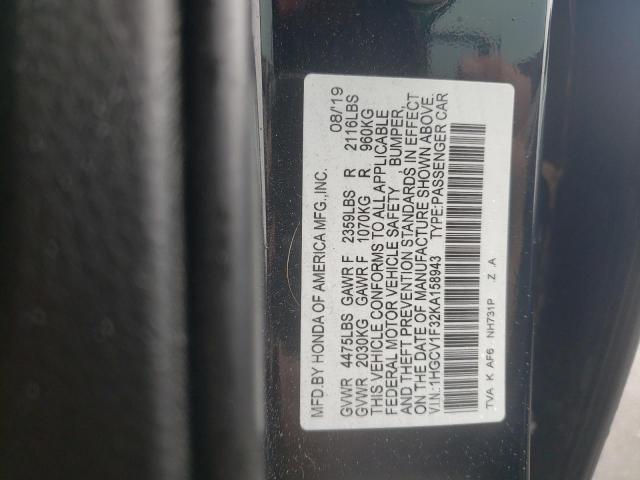 MFD.BY HONDA OF AMERICA MFG.,INC. 08/'19
GVWR 4475LBS GAWR F 2359LBS R 2116LBS
GVWR 2030KG GAWR F 1070KG R 960KG
THIS VEHICLE CONFORMS TO ALL APPLICABLE
FEDERAL MOTOR VEHICLE SAFETY , BUMPER,
AND THEFT PREVENTION STANDARDS IN EFFECT
ON THE DATE OF MANUFACTURE SHOWN ABOVE.
V.I.N.:1HGCV1F32KA158943 TYPE:PASSENGER CAR
TVA K AF6 NH731P .Z .A